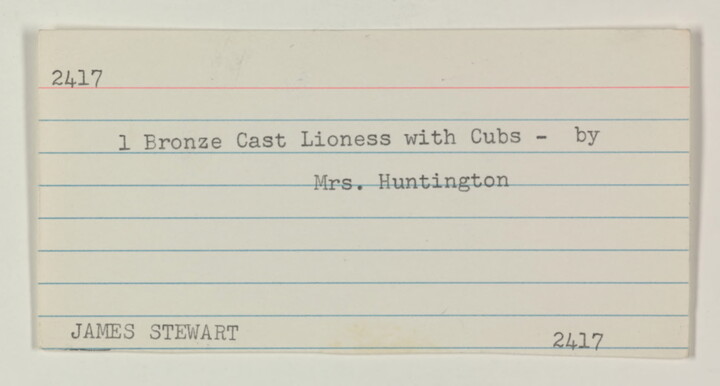 2417
1 Bronze Cast Lioness with Cubs - by
Mrs. Huntington
JAMES STEWART 2417